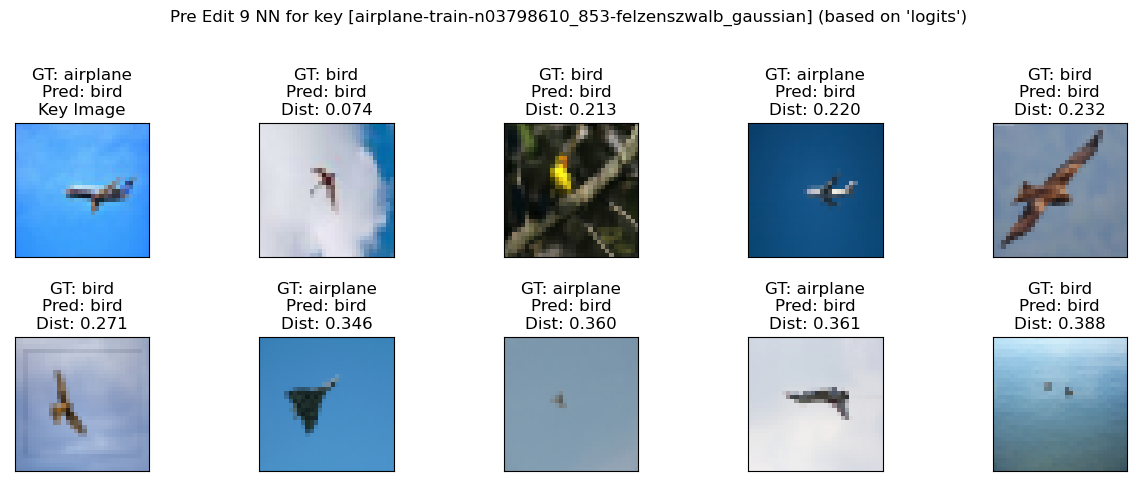 Pre Edit 9 NN for key [airplane-train-n03798610_853-felzenszwalb_gaussian] (based on 'logits')
GT: airplane
Pred: bird
Key Image
GT: bird
Pred: bird
Dist: 0.074
GT: bird
Pred: bird
Dist: 0.213
GT: airplane
Pred: bird
Dist: 0.220
GT: bird
Pred: bird
Dist: 0.232
GT: bird
Pred: bird
Dist: 0.271
GT: airplane
Pred: bird
Dist: 0.346
GT: airplane
Pred: bird
Dist: 0.360
GT: airplane
Pred: bird
Dist: 0.361
GT: bird
Pred: bird
Dist: 0.388